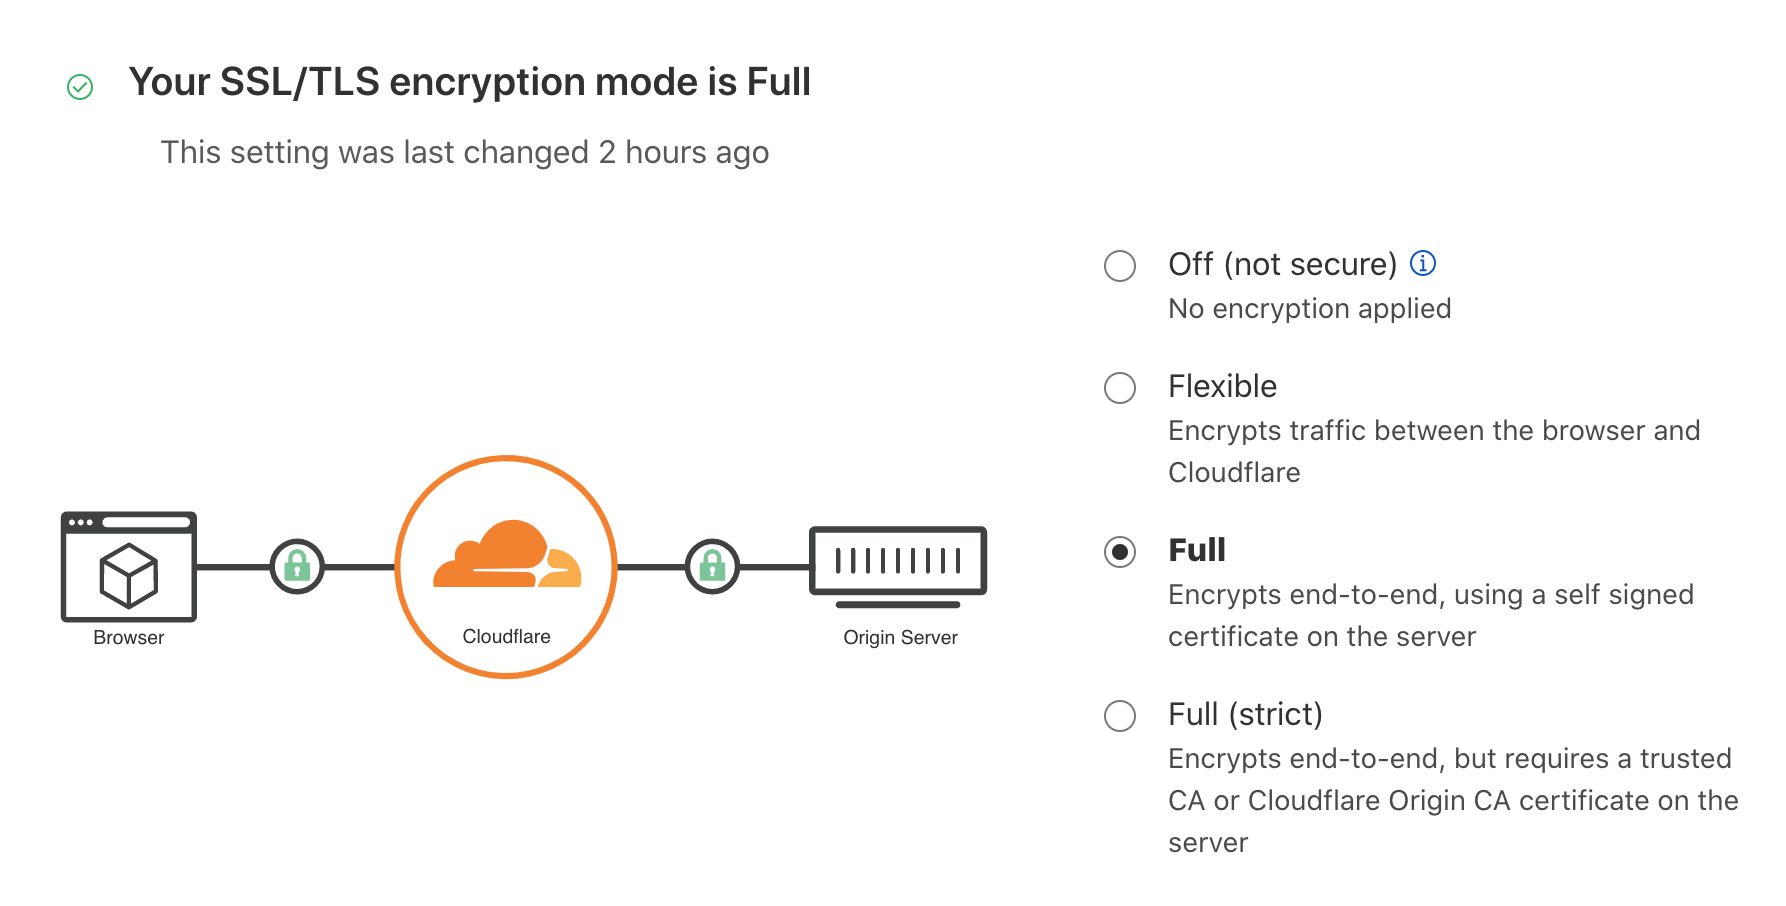 Your SSL/TLS encryption mode is Full
This setting was last changed 2 hours ago
Off (not secure)
No encryption applied
Flexible
Encrypts traffic between the browser and
Cloudflare
Full
Encrypts end-to-end, using a self signed
certificate on the server
Full (strict)
Encrypts end-to-end, but requires a trusted
CA or Cloudflare Origin CA certificate on the
server
Browser
Cloudflare
Origin Server